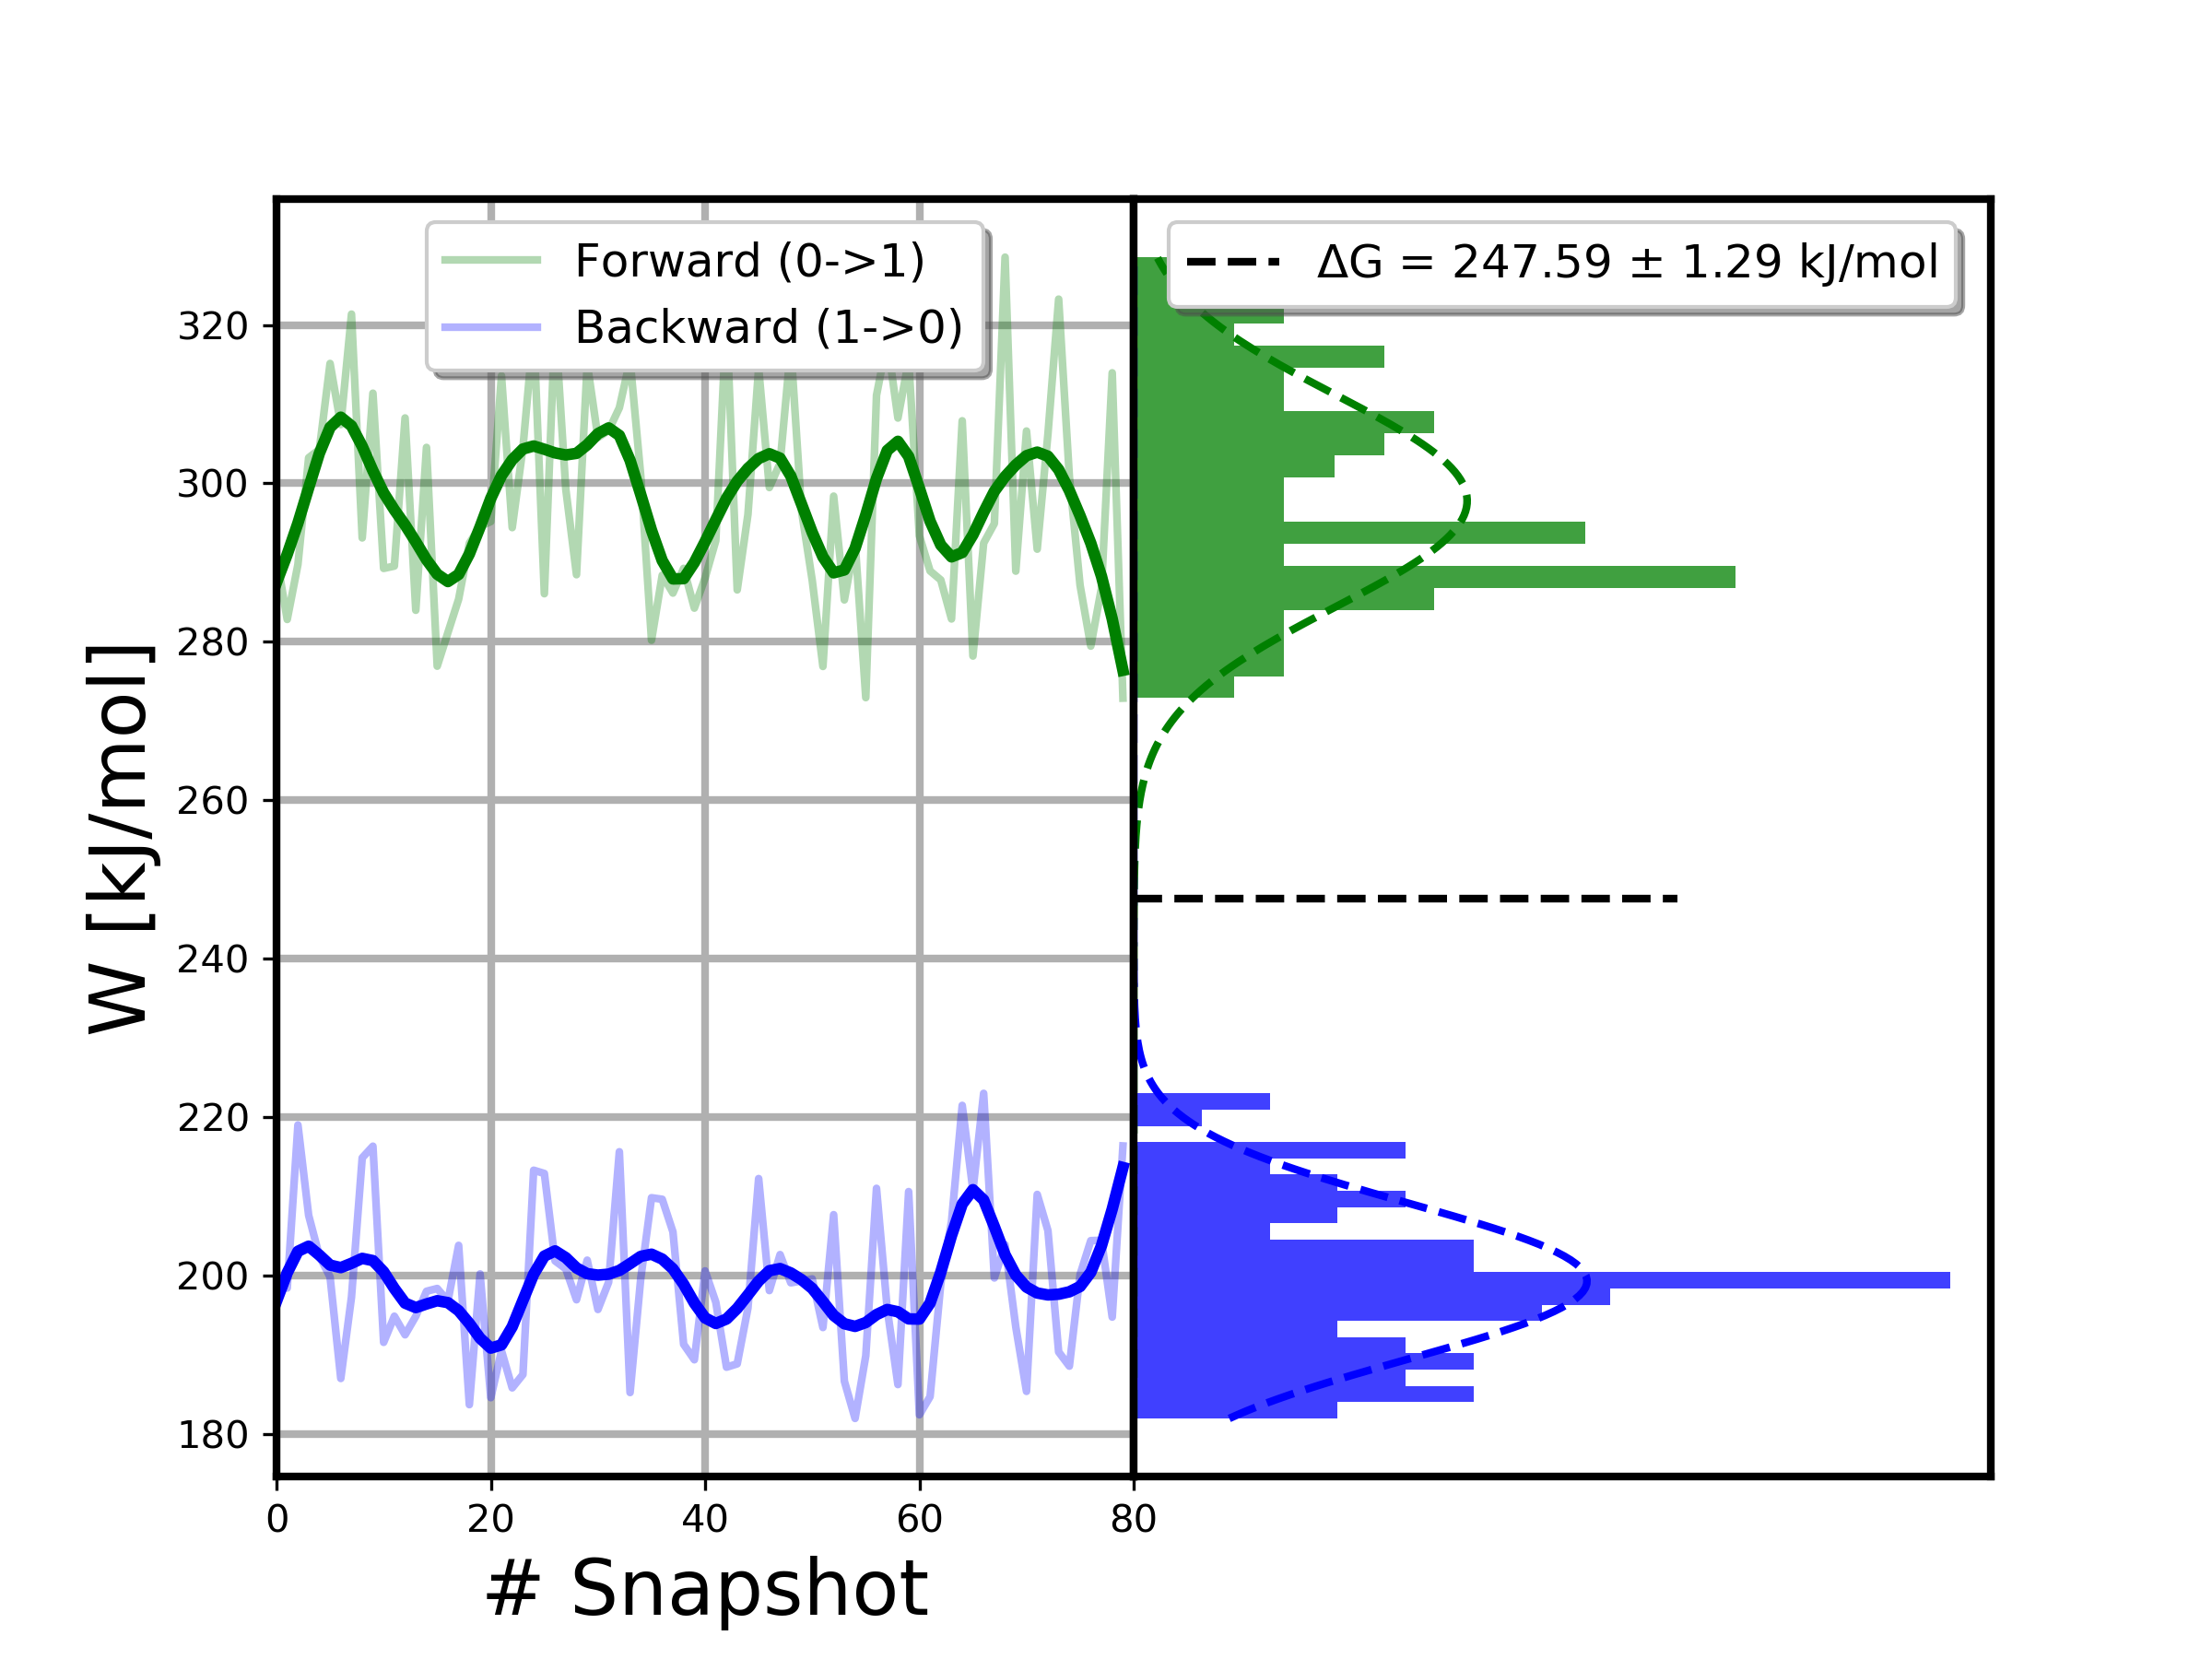 Forward (0->1)
Backward (1->0)
ΔG = 247.59 ± 1.29 kJ/mol
320
300
280
260
240
220
200
180
W [kJ/mol]
0 20 40 60 80
# Snapshot